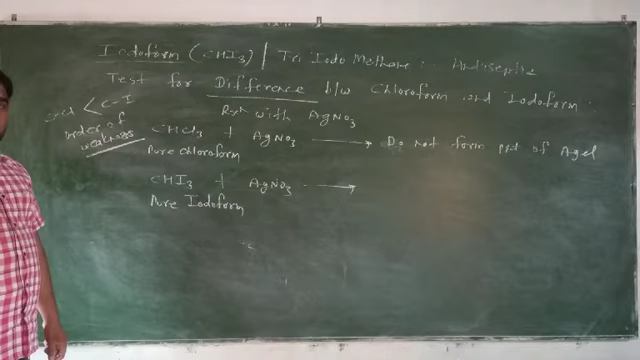 Iodoform (CHI3) / Tri Iodo Methane : Antiseptic
Test for Difference b/w Chloroform and Iodoform :
< C-I
order of
weakness
Rxn with AgNO3
CHCl3 + AgNO3 → Do not form ppt of AgCl
Pure Chloroform
CHI3 + AgNO3 →
Pure Iodoform